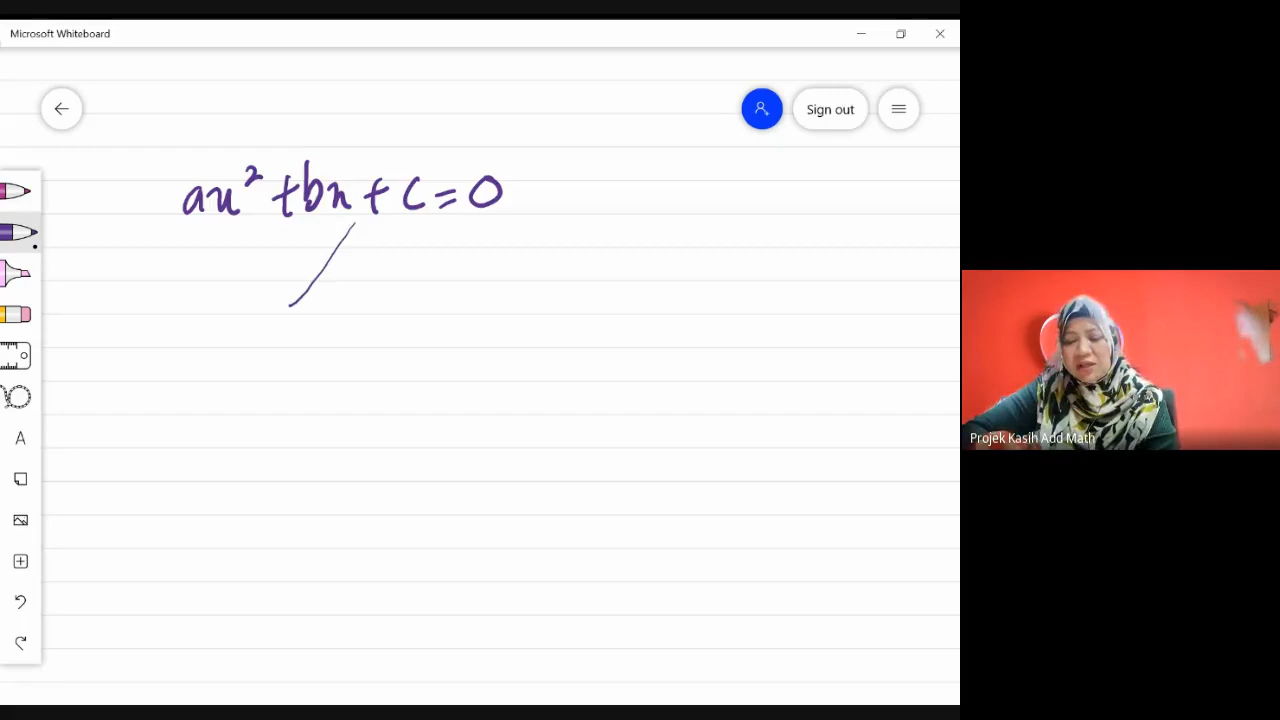 Microsoft Whiteboard
Sign out
ax² + bx + c = 0
A
Projek Kasih Add Math